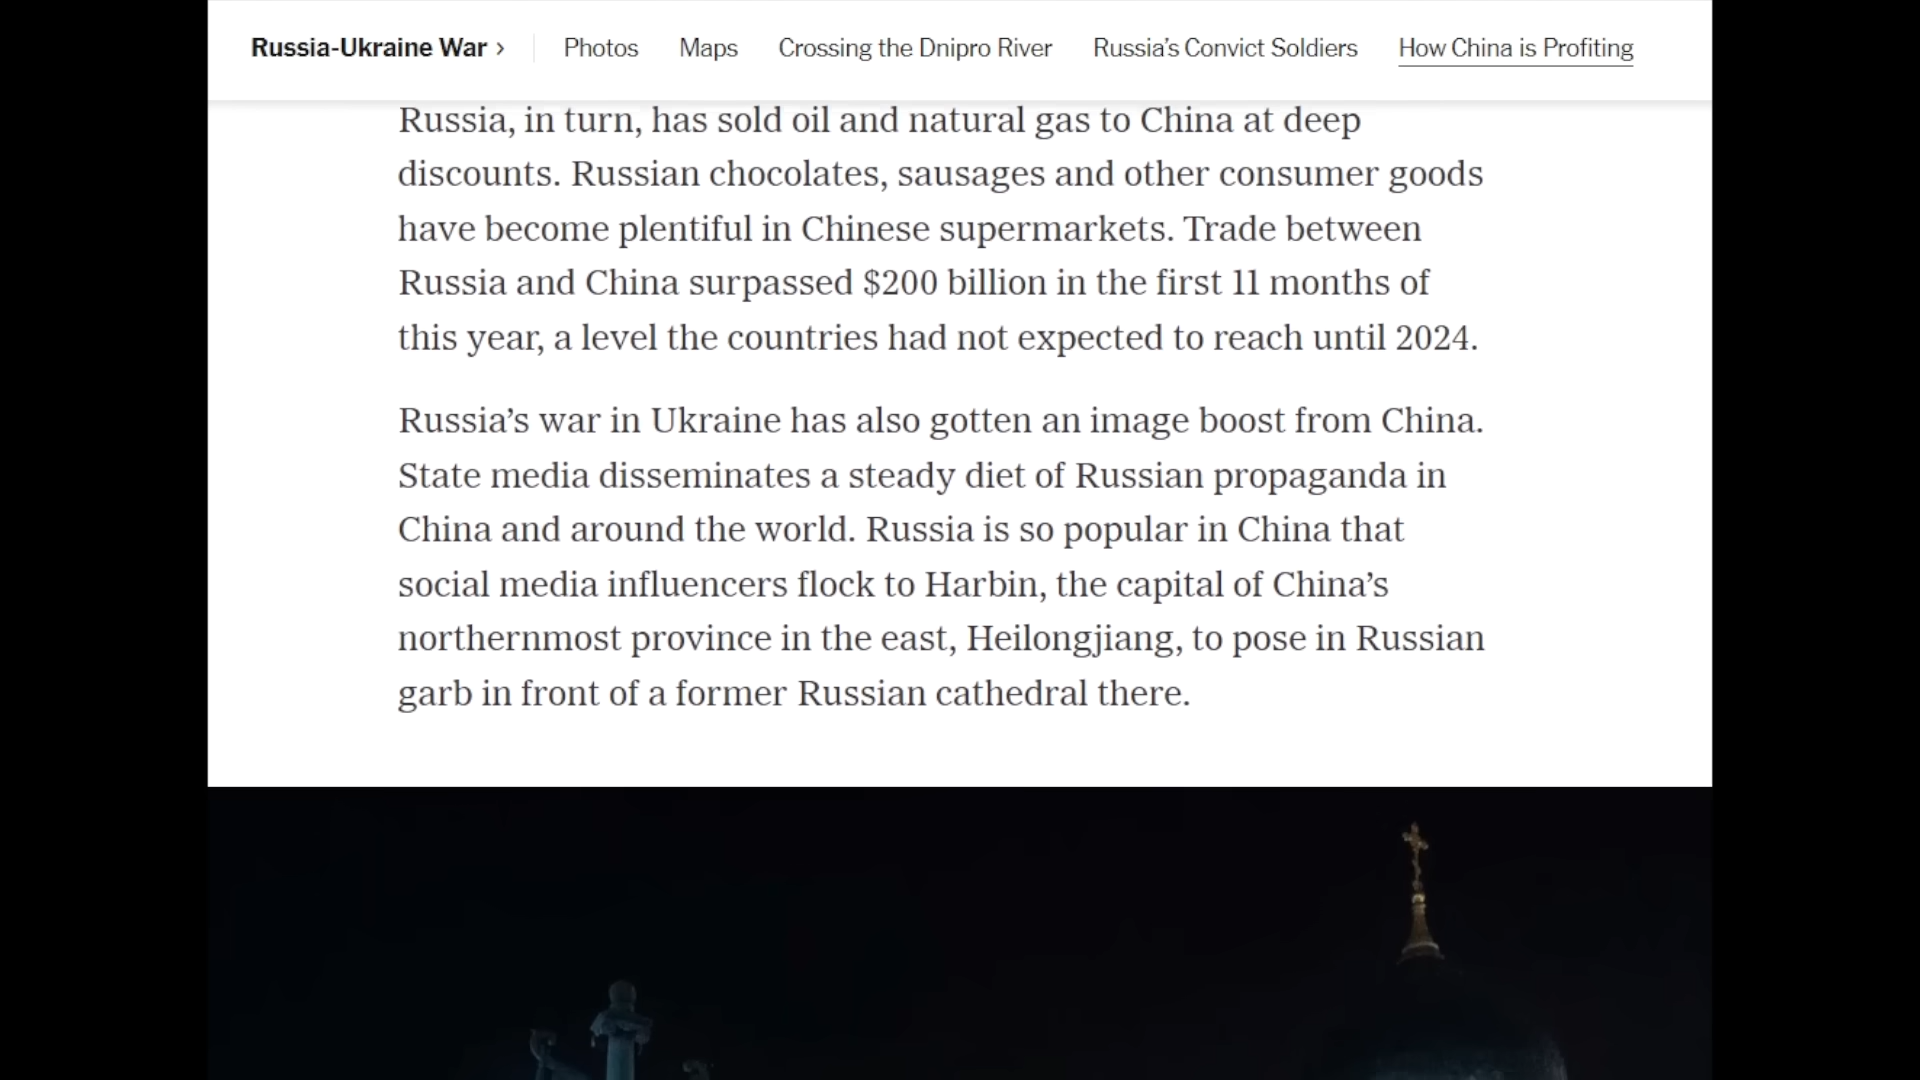 Russia-Ukraine War › Photos Maps Crossing the Dnipro River Russia’s Convict Soldiers How China is Profiting
Russia, in turn, has sold oil and natural gas to China at deep
discounts. Russian chocolates, sausages and other consumer goods
have become plentiful in Chinese supermarkets. Trade between
Russia and China surpassed $200 billion in the first 11 months of
this year, a level the countries had not expected to reach until 2024.
Russia’s war in Ukraine has also gotten an image boost from China.
State media disseminates a steady diet of Russian propaganda in
China and around the world. Russia is so popular in China that
social media influencers flock to Harbin, the capital of China’s
northernmost province in the east, Heilongjiang, to pose in Russian
garb in front of a former Russian cathedral there.